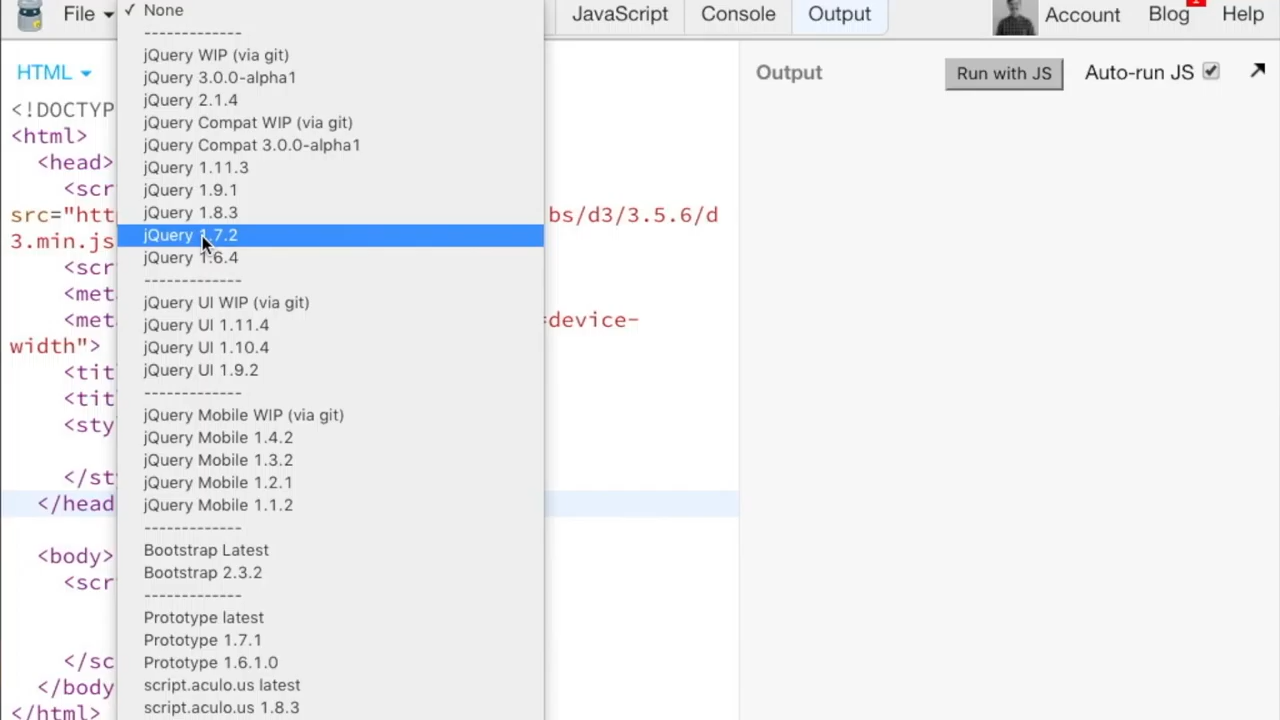 File
✓ None
JavaScript
Console
Output
Account
Blog
Help
-------------
jQuery WIP (via git)
jQuery 3.0.0-alpha1
jQuery 2.1.4
jQuery Compat WIP (via git)
jQuery Compat 3.0.0-alpha1
jQuery 1.11.3
jQuery 1.9.1
jQuery 1.8.3
jQuery 1.7.2
jQuery 1.6.4
-------------
jQuery UI WIP (via git)
jQuery UI 1.11.4
jQuery UI 1.10.4
jQuery UI 1.9.2
-------------
jQuery Mobile WIP (via git)
jQuery Mobile 1.4.2
jQuery Mobile 1.3.2
jQuery Mobile 1.2.1
jQuery Mobile 1.1.2
-------------
Bootstrap Latest
Bootstrap 2.3.2
-------------
Prototype latest
Prototype 1.7.1
Prototype 1.6.1.0
script.aculo.us latest
script.aculo.us 1.8.3
HTML
<!DOCTYP
<html>
<head>
<scr
src="htt bs/d3/3.5.6/d
3.min.js
<scr
<met
<met =device-
width">
<tit
<tit
<sty
</st
</head
<body>
<scr
</sc
</body
</html>
Output
Run with JS
Auto-run JS